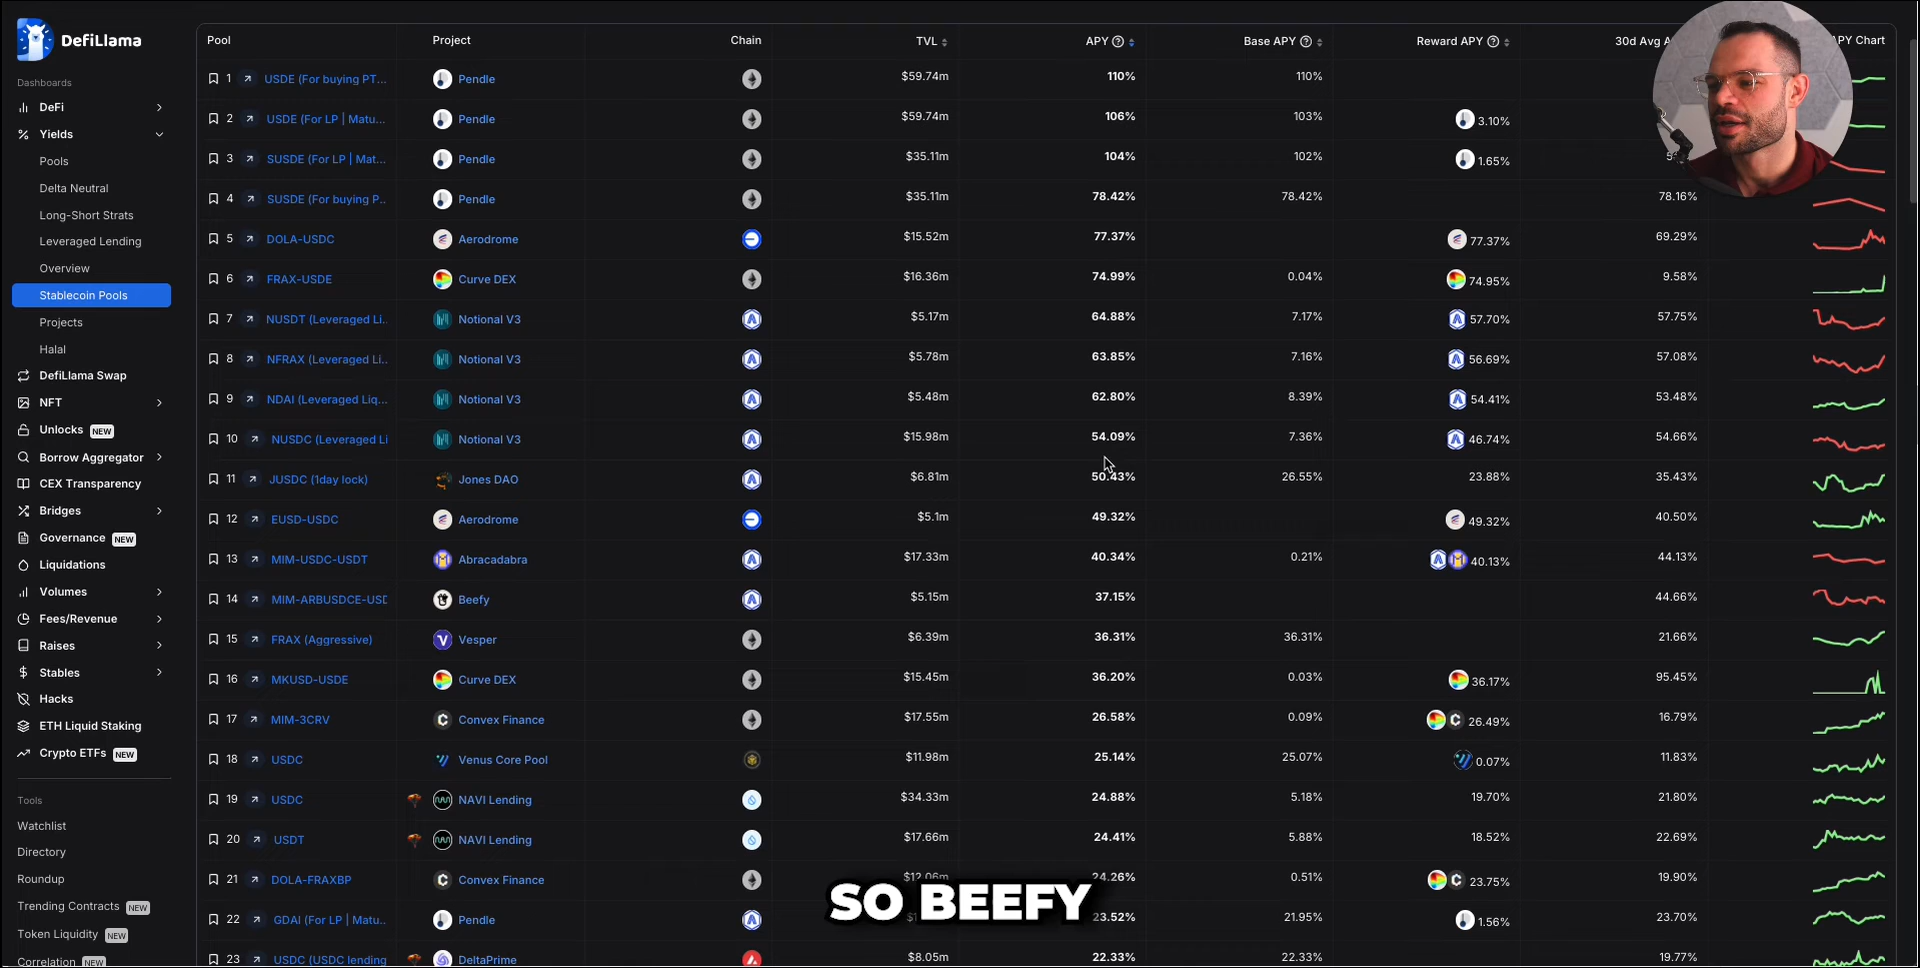 DefiLlama
Dashboards
DeFi
Yields
Pools
Delta Neutral
Long-Short Strats
Leveraged Lending
Overview
Stablecoin Pools
Projects
Halal
DefiLlama Swap
NFT
Unlocks NEW
Borrow Aggregator
CEX Transparency
Bridges
Governance NEW
Liquidations
Volumes
Fees/Revenue
Raises
Stables
Hacks
ETH Liquid Staking
Crypto ETFs NEW
Tools
Watchlist
Directory
Roundup
Trending Contracts NEW
Token Liquidity NEW
Correlation NEW
Pool Project Chain TVL APY Base APY Reward APY 30d Avg APY Chart
1 USDE (For buying PT... Pendle $59.74m 110% 110%
2 USDE (For LP | Matu... Pendle $59.74m 106% 103% 3.10%
3 SUSDE (For LP | Mat... Pendle $35.11m 104% 102% 1.65%
4 SUSDE (For buying P... Pendle $35.11m 78.42% 78.42% 78.16%
5 DOLA-USDC Aerodrome $15.52m 77.37% 77.37% 69.29%
6 FRAX-USDE Curve DEX $16.36m 74.99% 0.04% 74.95% 9.58%
7 NUSDT (Leveraged Li... Notional V3 $5.17m 64.88% 7.17% 57.70% 57.75%
8 NFRAX (Leveraged Li... Notional V3 $5.78m 63.85% 7.16% 56.69% 57.08%
9 NDAI (Leveraged Liq... Notional V3 $5.48m 62.80% 8.39% 54.41% 53.48%
10 NUSDC (Leveraged Li Notional V3 $15.98m 54.09% 7.36% 46.74% 54.66%
11 JUSDC (1day lock) Jones DAO $6.81m 50.43% 26.55% 23.88% 35.43%
12 EUSD-USDC Aerodrome $5.1m 49.32% 49.32% 40.50%
13 MIM-USDC-USDT Abracadabra $17.33m 40.34% 0.21% 40.13% 44.13%
14 MIM-ARBUSDCE-USD Beefy $5.15m 37.15% 44.66%
15 FRAX (Aggressive) Vesper $6.39m 36.31% 36.31% 21.66%
16 MKUSD-USDE Curve DEX $15.45m 36.20% 0.03% 36.17% 95.45%
17 MIM-3CRV Convex Finance $17.55m 26.58% 0.09% 26.49% 16.79%
18 USDC Venus Core Pool $11.98m 25.14% 25.07% 0.07% 11.83%
19 USDC NAVI Lending $34.33m 24.88% 5.18% 19.70% 21.80%
20 USDT NAVI Lending $17.66m 24.41% 5.88% 18.52% 22.69%
21 DOLA-FRAXBP Convex Finance $12.06m 24.26% 0.51% 23.75% 19.90%
22 GDAI (For LP | Matu... Pendle 23.52% 21.95% 1.56% 23.70%
23 USDC (USDC lending DeltaPrime $8.05m 22.33% 22.33% 19.77%
SO BEEFY